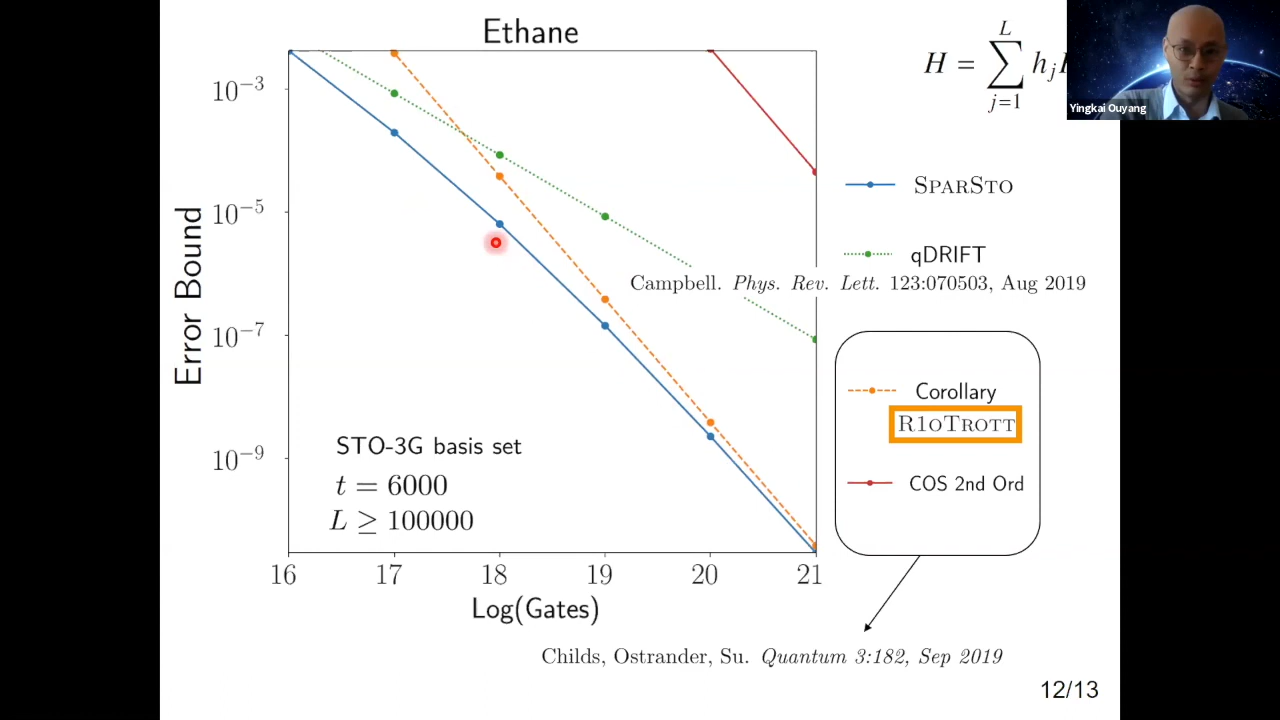 Ethane
10⁻³
10⁻⁵
10⁻⁷
10⁻⁹
Error Bound
STO-3G basis set
t = 6000
L ≥ 100000
16 17 18 19 20 21
Log(Gates)
H = ∑ⱼ₌₁ᴸ hⱼ
Yingkai Ouyang
SPARSTO
qDRIFT
Campbell. Phys. Rev. Lett. 123:070503, Aug 2019
Corollary
R1OTROTT
COS 2nd Ord
Childs, Ostrander, Su. Quantum 3:182, Sep 2019
12/13